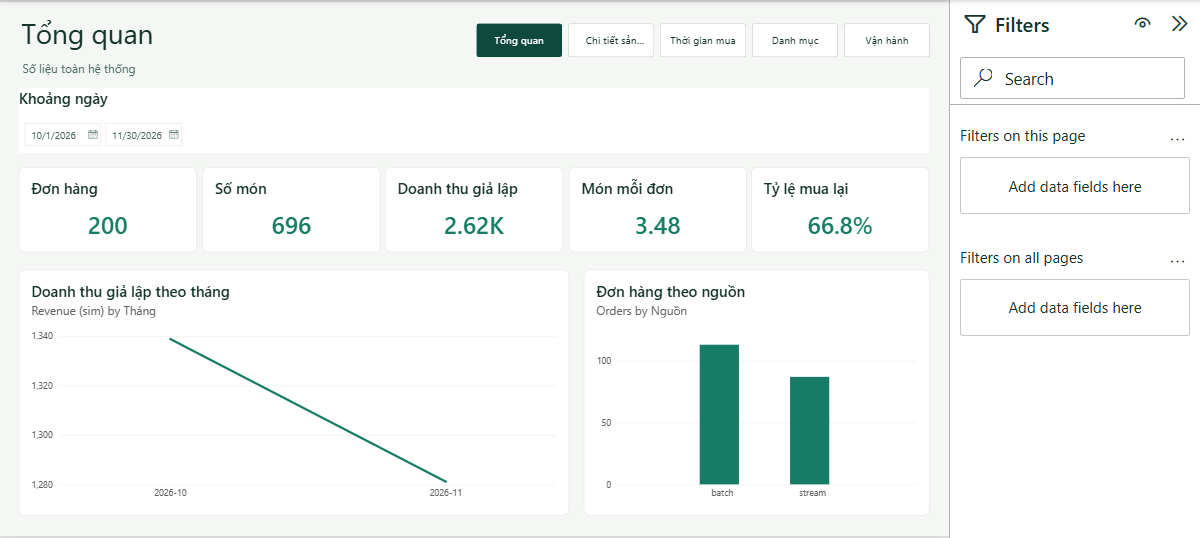 Tổng quan
Tổng quan
Chi tiết sản...
Thời gian mua
Danh mục
Vận hành
Số liệu toàn hệ thống
Khoảng ngày
10/1/2026
11/30/2026
Đơn hàng
200
Số món
696
Doanh thu giả lập
2.62K
Món mỗi đơn
3.48
Tỷ lệ mua lại
66.8%
Doanh thu giả lập theo tháng
Revenue (sim) by Tháng
1,340
1,320
1,300
1,280
2026-10
2026-11
Đơn hàng theo nguồn
Orders by Nguồn
100
50
0
batch
stream
Filters
Search
Filters on this page
...
Add data fields here
Filters on all pages
...
Add data fields here